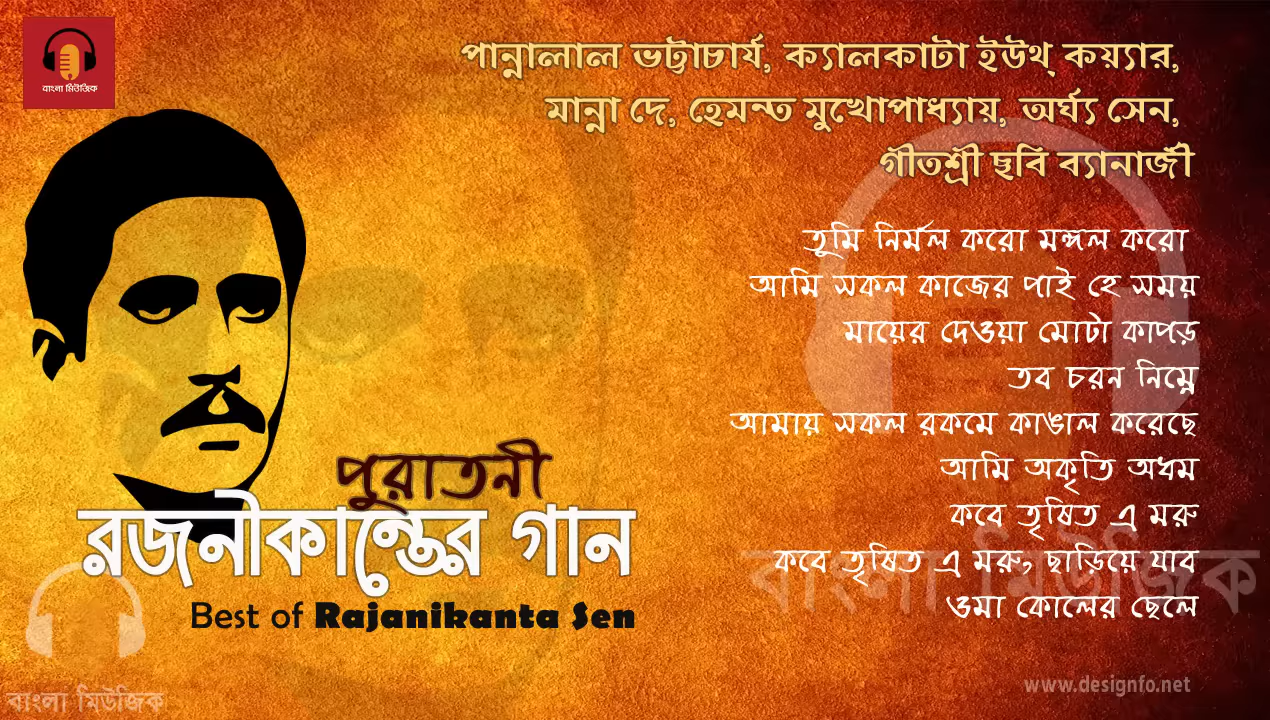 বাংলা মিউজিক
পান্নালাল ভট্টাচার্য, ক্যালকাটা ইউথ্ কয়্যার,
মান্না দে, হেমন্ত মুখোপাধ্যায়, অর্ঘ্য সেন,
গীতশ্রী ছবি ব্যানার্জী
তুমি নির্মল করো মঙ্গল করো
আমি সকল কাজের পাই হে সময়
মায়ের দেওয়া মোটা কাপড়
তব চরন নিম্নে
আমায় সকল রকমে কাঙাল করেছে
আমি অকৃতি অধম
কবে তৃষিত এ মরু
কবে তৃষিত এ মরু, ছাড়িয়ে যাব
ওমা কোলের ছেলে
পুরাতনী
রজনীকান্তের গান
Best of Rajanikanta Sen
বাংলা মিউজিক
বাংলা মিউজিক
www.designfo.net